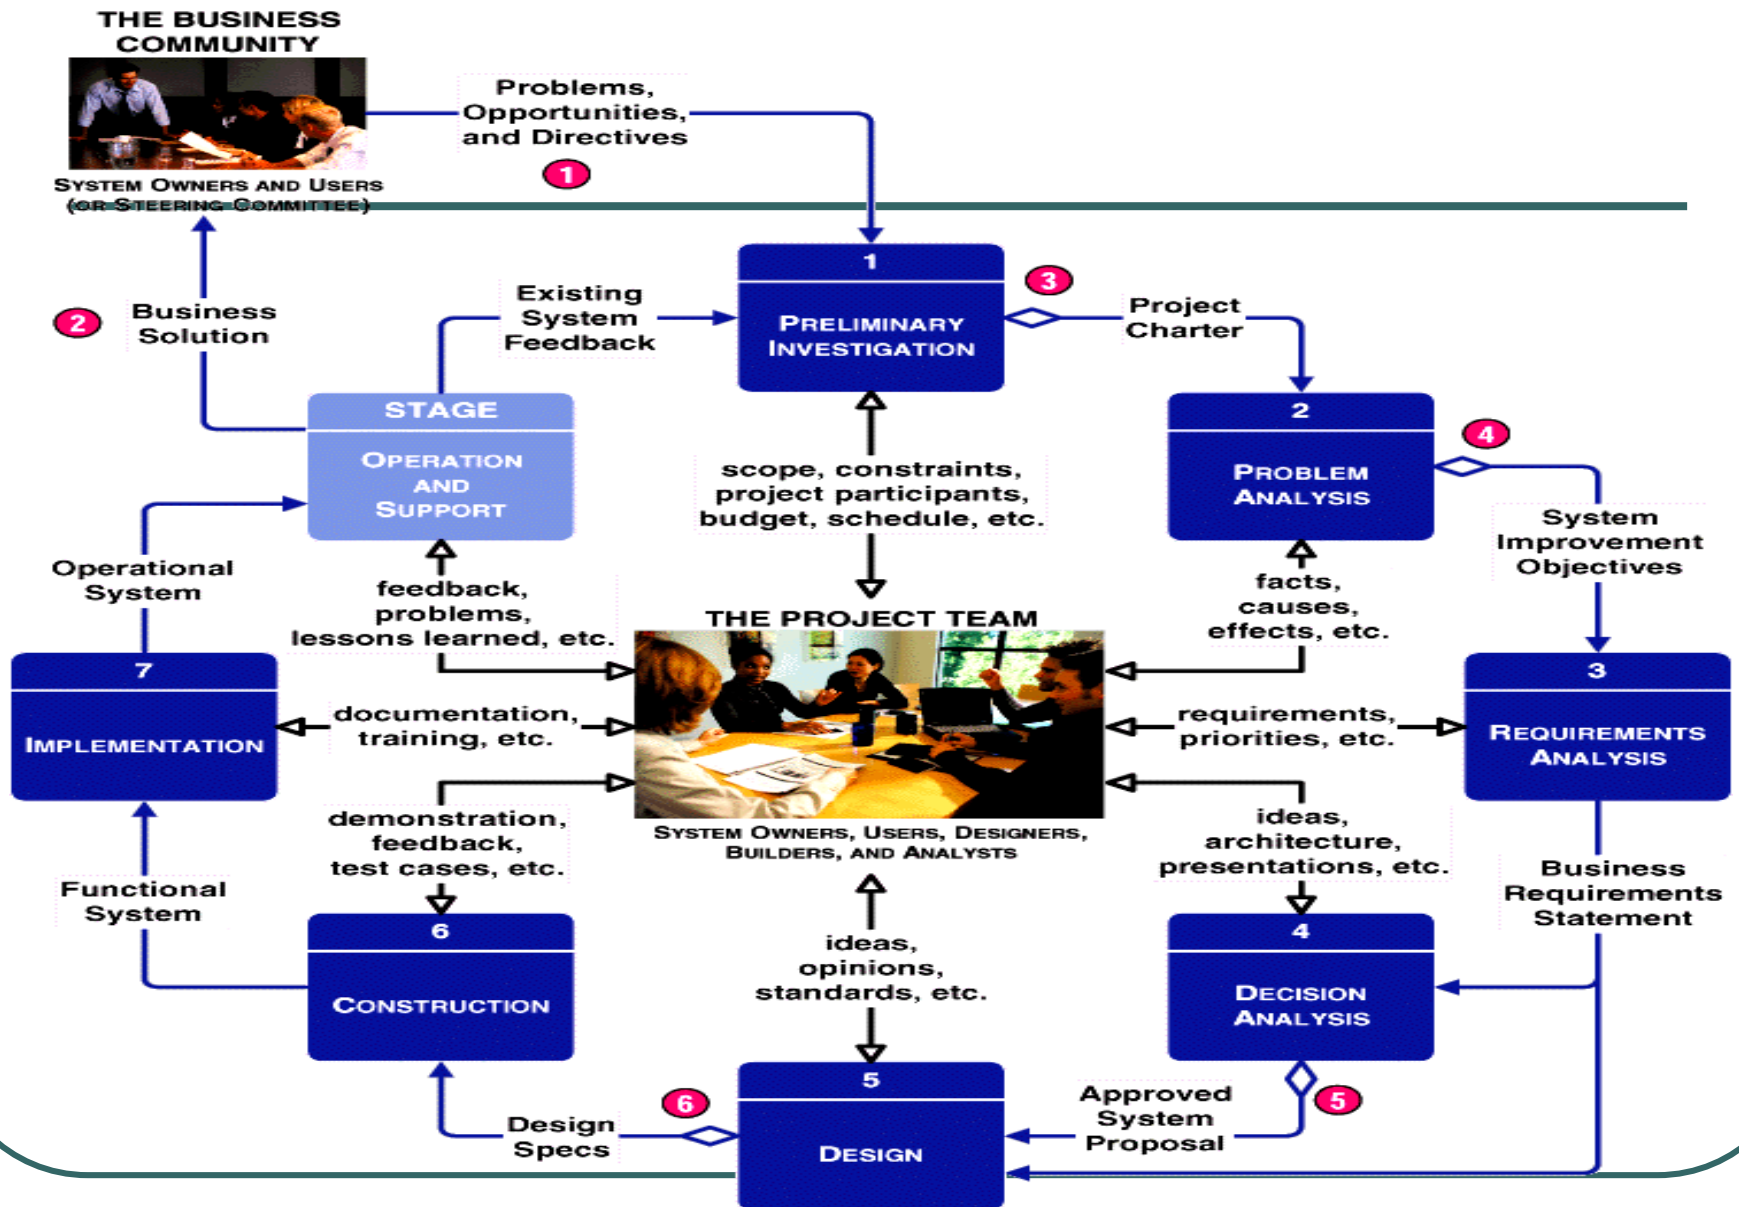 THE BUSINESS
COMMUNITY
SYSTEM OWNERS AND USERS
(OR STEERING COMMITTEE)
Problems,
Opportunities,
and Directives
1
1
PRELIMINARY
INVESTIGATION
3
Project
Charter
2
Business
Solution
Existing
System
Feedback
STAGE
OPERATION
AND
SUPPORT
scope, constraints,
project participants,
budget, schedule, etc.
2
PROBLEM
ANALYSIS
4
System
Improvement
Objectives
Operational
System
feedback,
problems,
lessons learned, etc.
THE PROJECT TEAM
facts,
causes,
effects, etc.
7
IMPLEMENTATION
documentation,
training, etc.
requirements,
priorities, etc.
3
REQUIREMENTS
ANALYSIS
SYSTEM OWNERS, USERS, DESIGNERS,
BUILDERS, AND ANALYSTS
demonstration,
feedback,
test cases, etc.
ideas,
architecture,
presentations, etc.
Functional
System
Business
Requirements
Statement
6
CONSTRUCTION
ideas,
opinions,
standards, etc.
4
DECISION
ANALYSIS
Design
Specs
6
5
DESIGN
Approved
System
Proposal
5